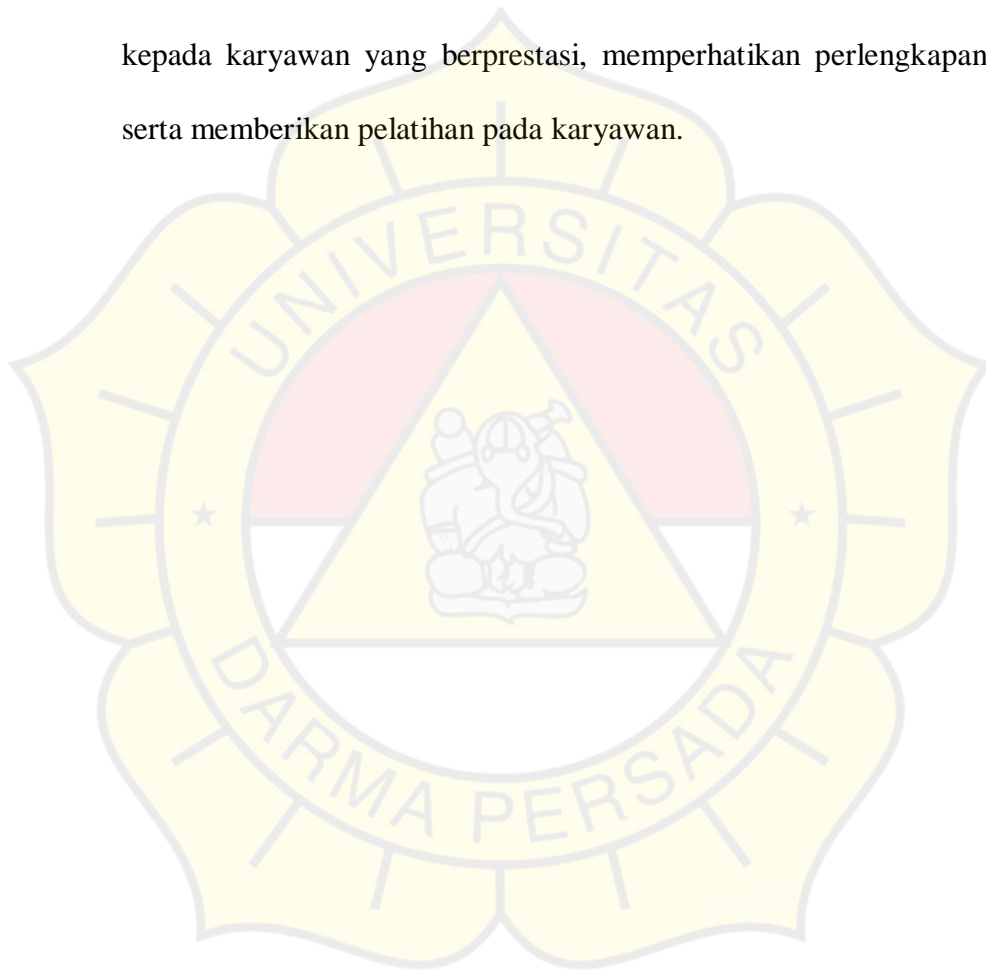 kepada karyawan yang berprestasi, memperhatikan perlengkapan
serta memberikan pelatihan pada karyawan.
UNIVERSITAS
DARMA PERSADA